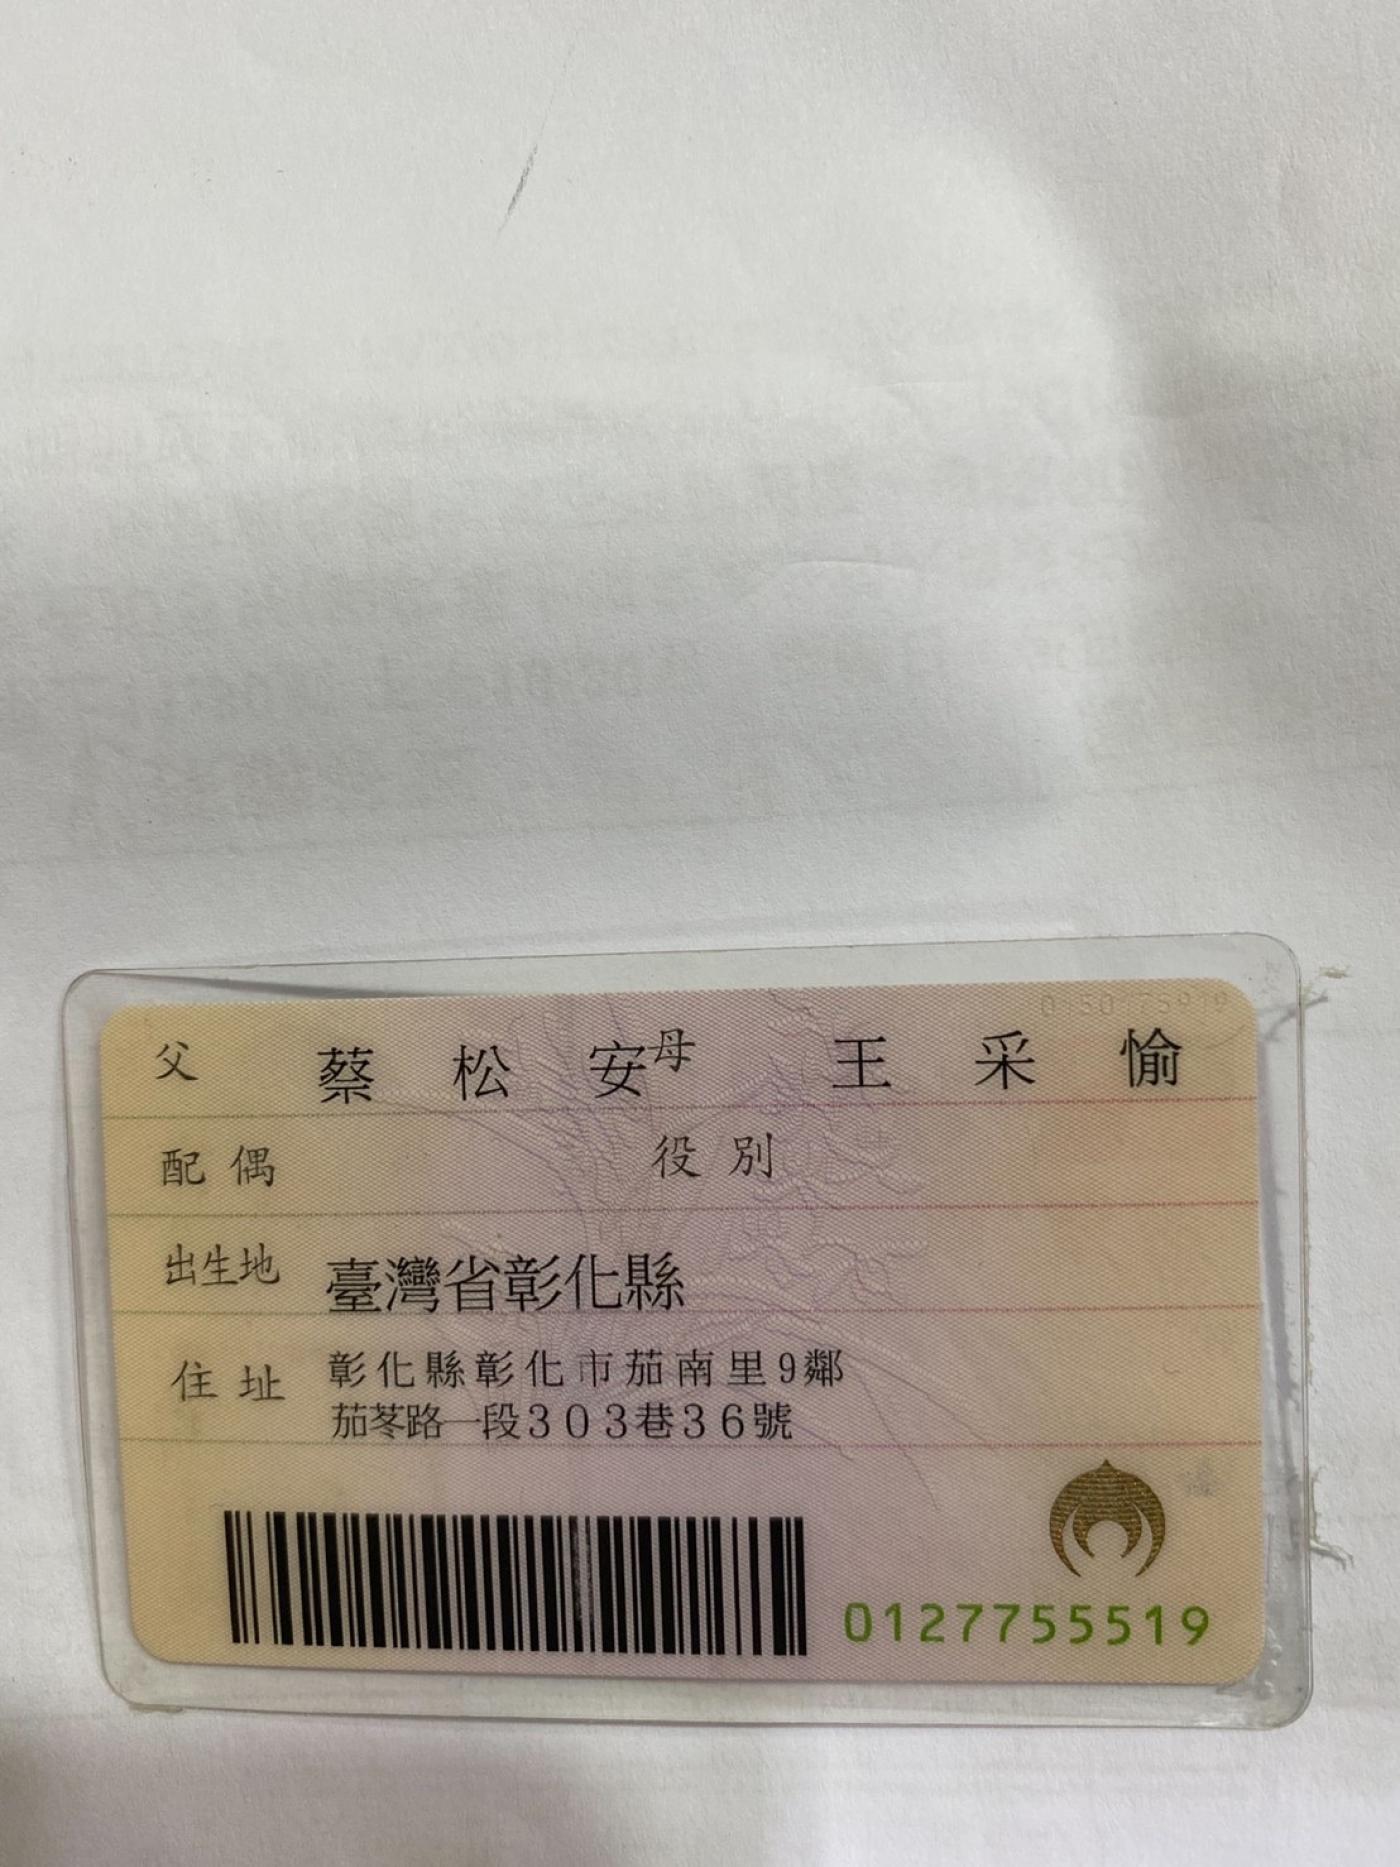 父 蔡松安 母 王采愉
配偶 役別
出生地 臺灣省彰化縣
住址 彰化縣彰化市茄南里9鄰
茄苳路一段303巷36號
0127755519